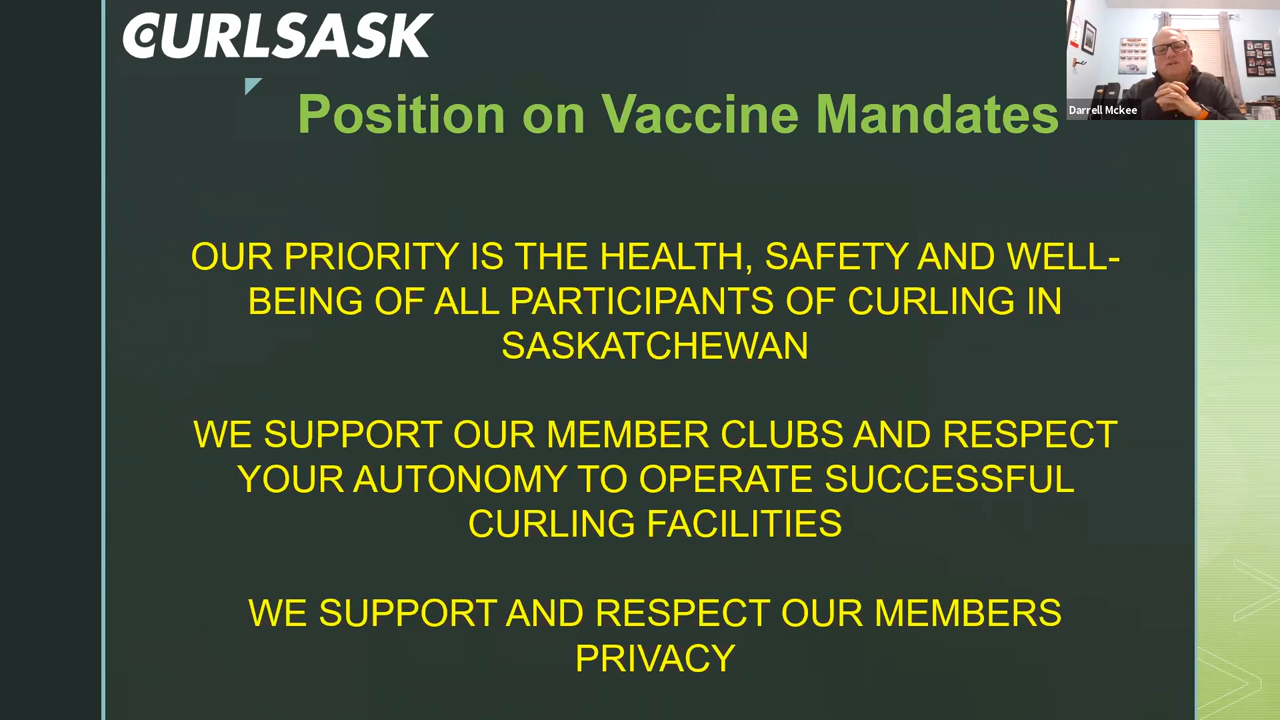 CURLSASK
Position on Vaccine Mandates
Darrell Mckee
OUR PRIORITY IS THE HEALTH, SAFETY AND WELL-
BEING OF ALL PARTICIPANTS OF CURLING IN
SASKATCHEWAN
WE SUPPORT OUR MEMBER CLUBS AND RESPECT
YOUR AUTONOMY TO OPERATE SUCCESSFUL
CURLING FACILITIES
WE SUPPORT AND RESPECT OUR MEMBERS
PRIVACY